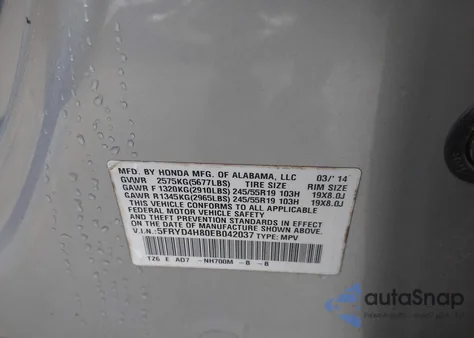 MFD. BY HONDA MFG. OF ALABAMA, LLC 03/'14
GVWR 2575KG(5677LBS) TIRE SIZE RIM SIZE
GAWR F 1320KG(2910LBS) 245/55R19 103H 19X8.0J
GAWR R1345KG(2965LBS) 245/55R19 103H 19X8.0J
THIS VEHICLE CONFORMS TO ALL APPLICABLE
FEDERAL MOTOR VEHICLE SAFETY, BUMPER,
AND THEFT PREVENTION STANDARDS IN EFFECT
ON THE DATE OF MANUFACTURE SHOWN ABOVE.
V.I.N.:5FRYD4H80EB042037 TYPE: MPV
TZ6 E AD7 -NH700M -B -B
autoSnap
Powered by